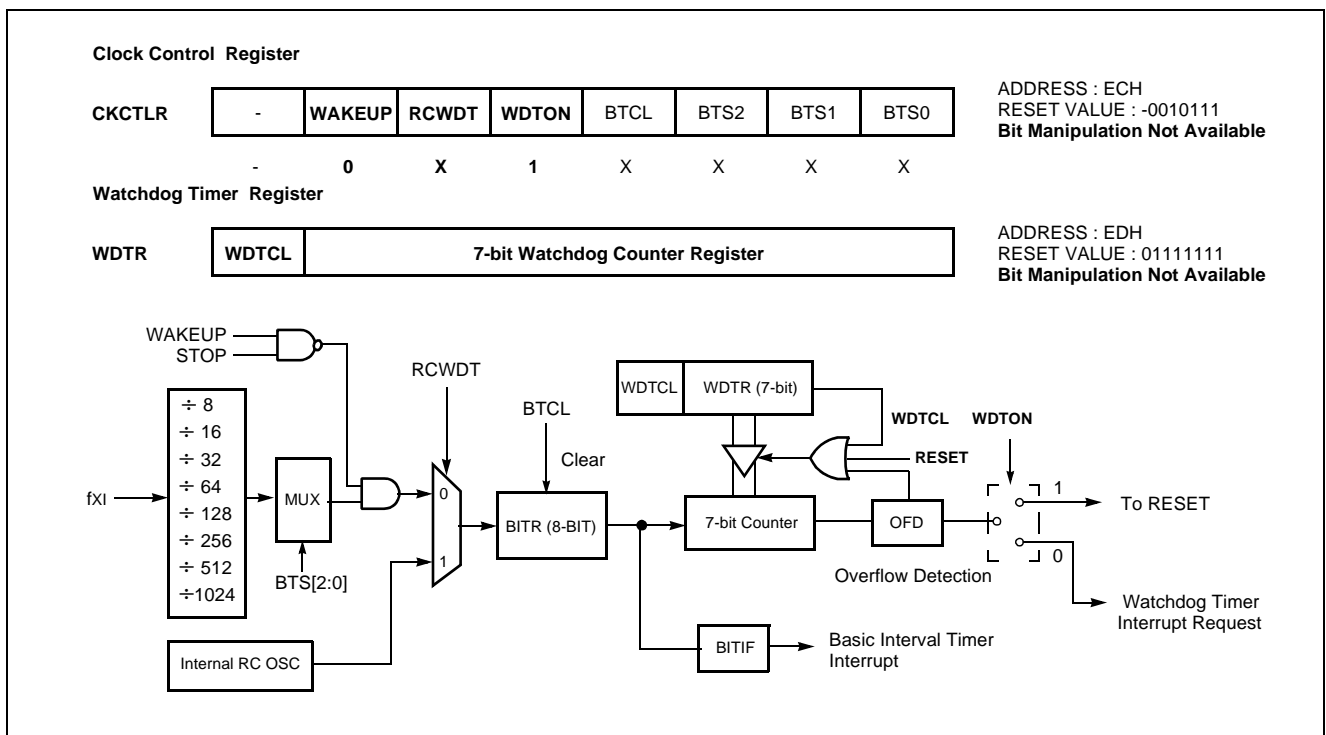 Clock Control Register
CKCTLR
- WAKEUP RCWDT WDTON BTCL BTS2 BTS1 BTS0
ADDRESS : ECH
RESET VALUE : -0010111
Bit Manipulation Not Available
- 0 X 1 X X X X
Watchdog Timer Register
WDTR
WDTCL 7-bit Watchdog Counter Register
ADDRESS : EDH
RESET VALUE : 01111111
Bit Manipulation Not Available
WAKEUP
STOP
RCWDT
BTCL
Clear
WDTCL WDTR (7-bit)
WDTCL WDTON
RESET
fXI
÷ 8
÷ 16
÷ 32
÷ 64
÷ 128
÷ 256
÷ 512
÷1024
MUX
BTS[2:0]
0
1
BITR (8-BIT)
7-bit Counter
OFD
Overflow Detection
1
To RESET
0
Watchdog Timer
Interrupt Request
Internal RC OSC
BITIF
Basic Interval Timer
Interrupt